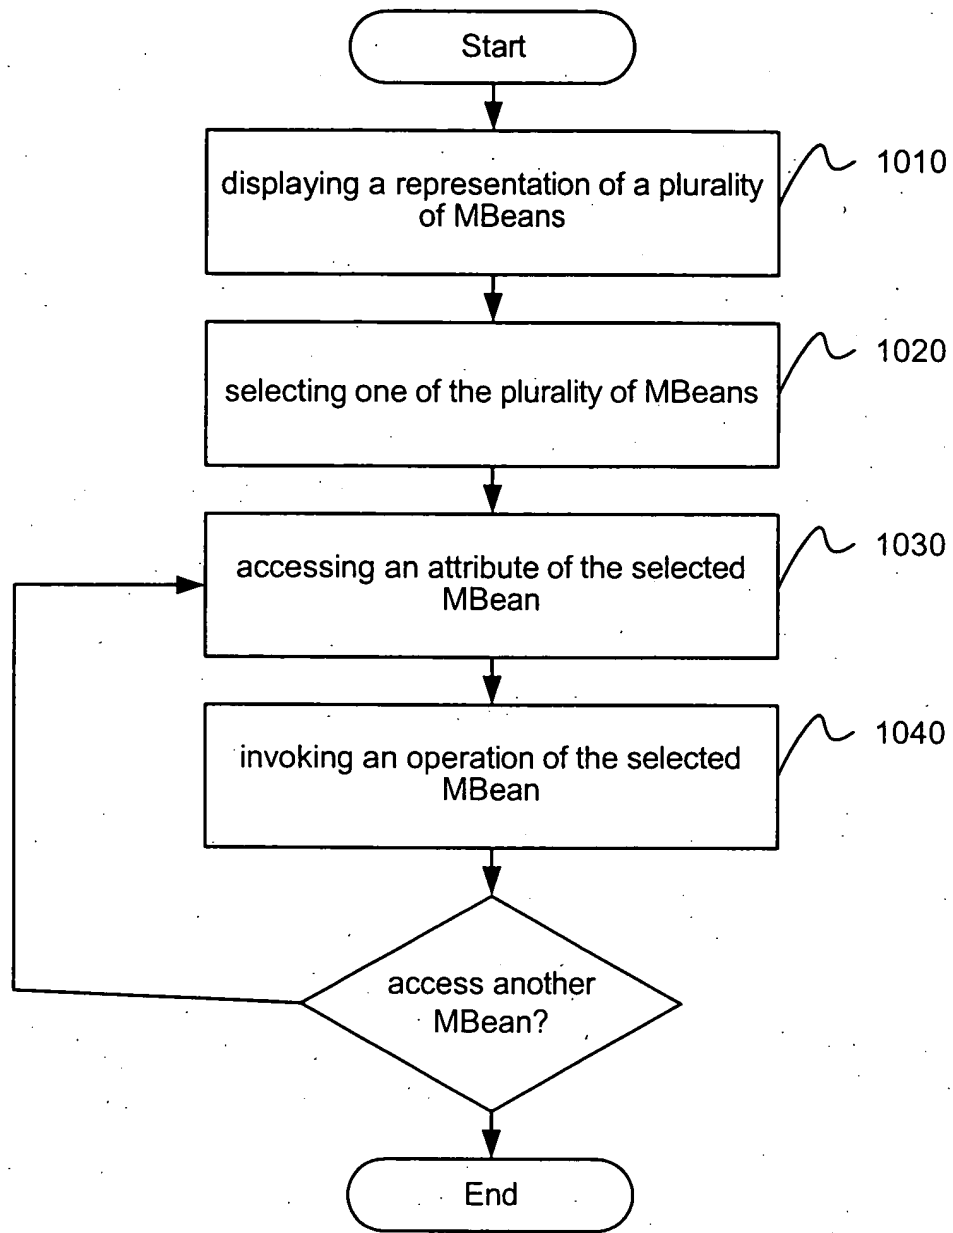 Start
displaying a representation of a plurality
of MBeans
1010
selecting one of the plurality of MBeans
1020
accessing an attribute of the selected
MBean
1030
invoking an operation of the selected
MBean
1040
access another
MBean?
End